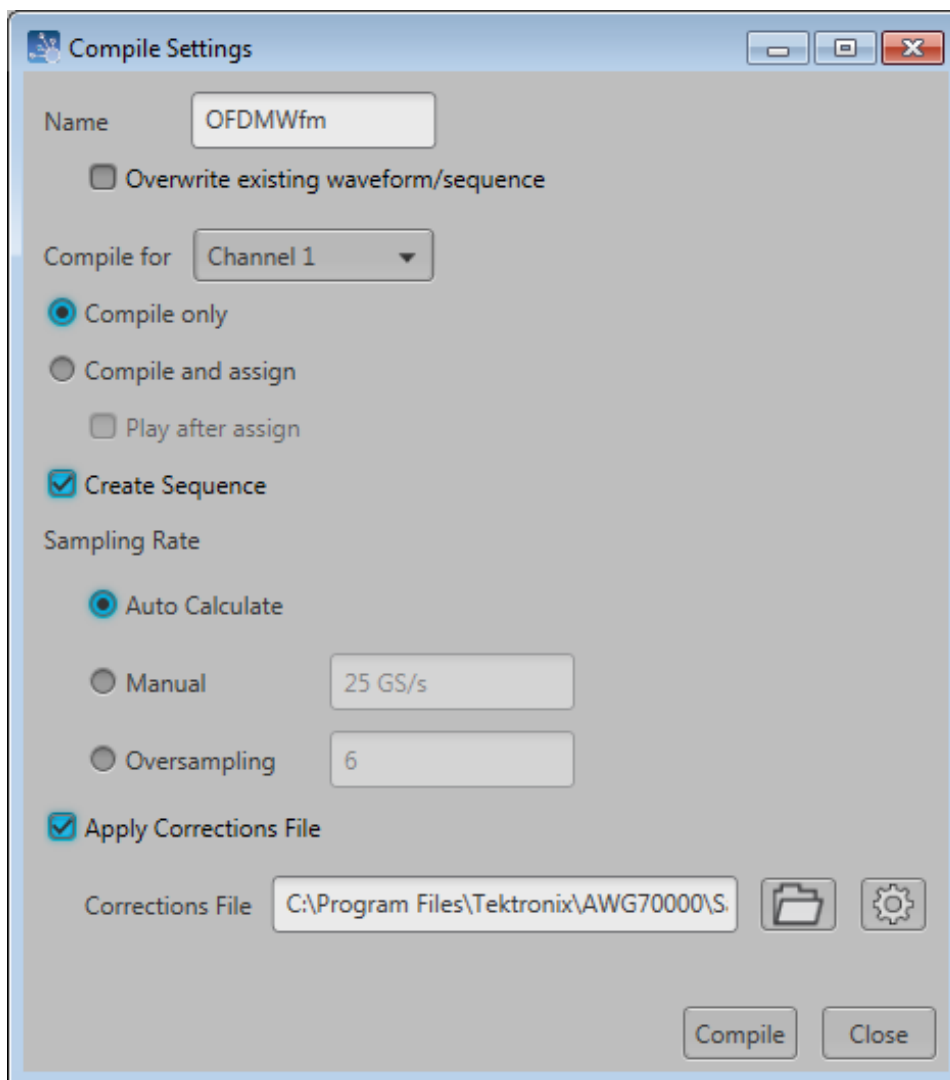 Compile Settings
Name OFDMWfm
Overwrite existing waveform/sequence
Compile for Channel 1
Compile only
Compile and assign
Play after assign
Create Sequence
Sampling Rate
Auto Calculate
Manual 25 GS/s
Oversampling 6
Apply Corrections File
Corrections File C:\Program Files\Tektronix\AWG70000\S
Compile Close